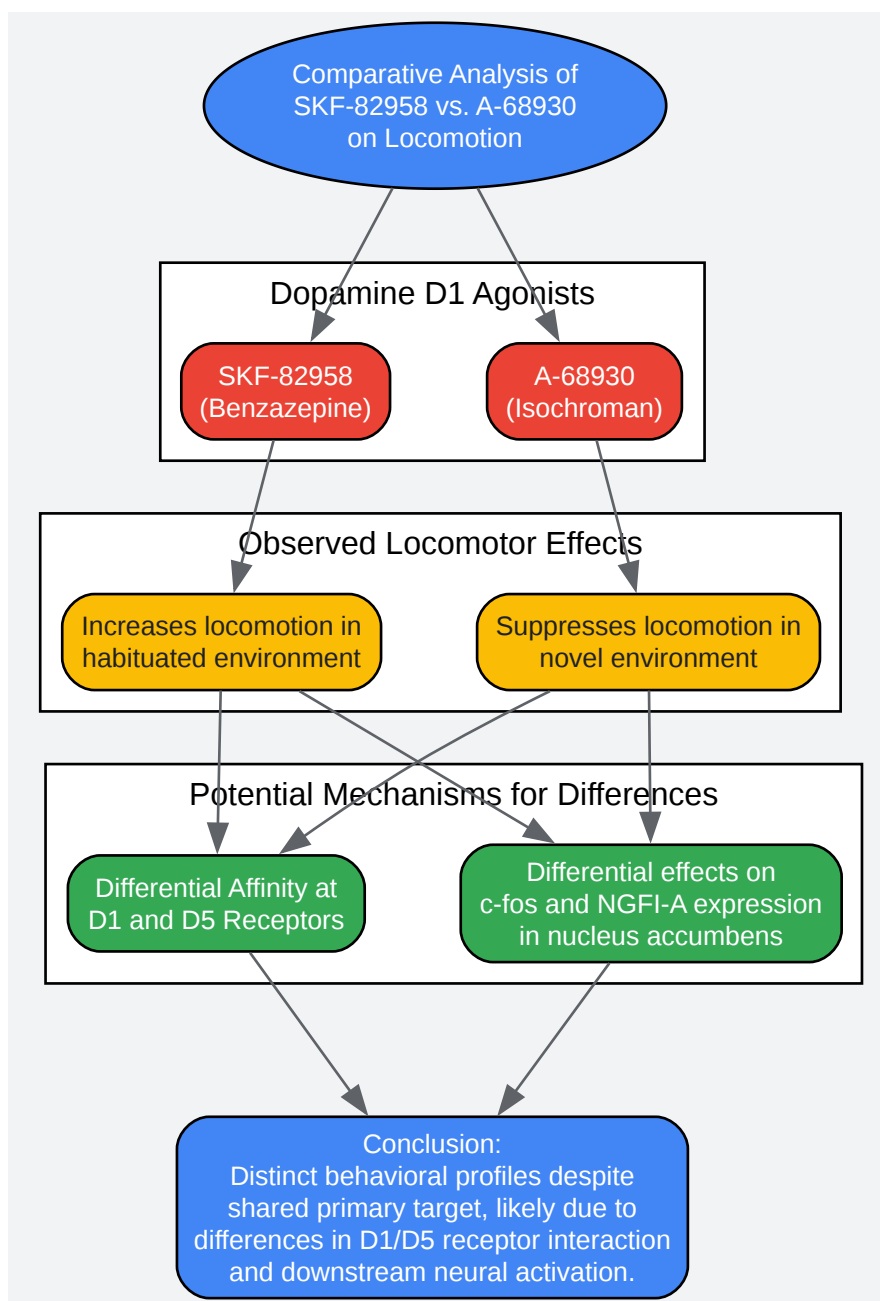 Comparative Analysis of
SKF-82958 vs. A-68930
on Locomotion
Dopamine D1 Agonists
SKF-82958
(Benzazepine)
A-68930
(Isochroman)
Observed Locomotor Effects
Increases locomotion in
habituated environment
Suppresses locomotion in
novel environment
Potential Mechanisms for Differences
Differential Affinity at
D1 and D5 Receptors
Differential effects on
c-fos and NGFI-A expression
in nucleus accumbens
Conclusion:
Distinct behavioral profiles despite
shared primary target, likely due to
differences in D1/D5 receptor interaction
and downstream neural activation.